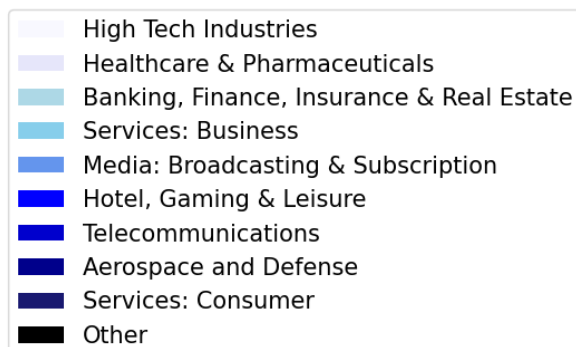 High Tech Industries
Healthcare & Pharmaceuticals
Banking, Finance, Insurance & Real Estate
Services: Business
Media: Broadcasting & Subscription
Hotel, Gaming & Leisure
Telecommunications
Aerospace and Defense
Services: Consumer
Other